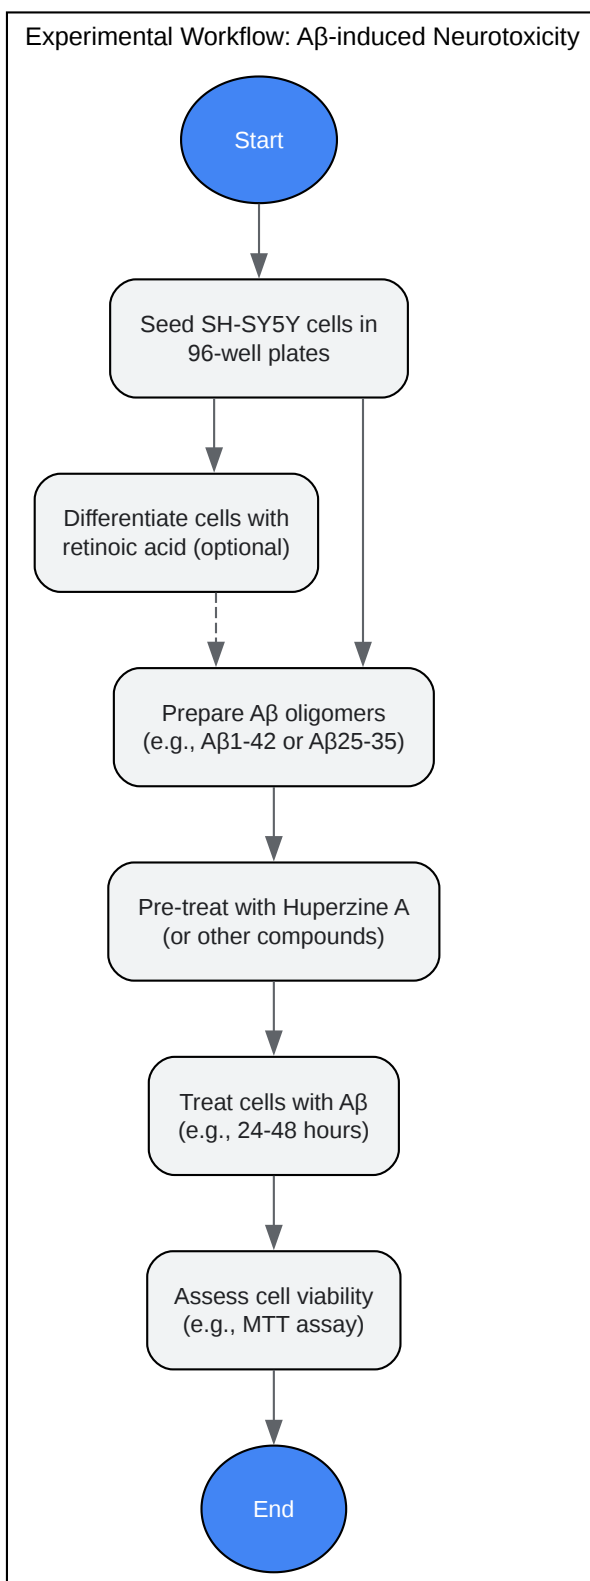 Experimental Workflow: Aβ-induced Neurotoxicity
Start
Seed SH-SY5Y cells in
96-well plates
Differentiate cells with
retinoic acid (optional)
Prepare Aβ oligomers
(e.g., Aβ1-42 or Aβ25-35)
Pre-treat with Huperzine A
(or other compounds)
Treat cells with Aβ
(e.g., 24-48 hours)
Assess cell viability
(e.g., MTT assay)
End